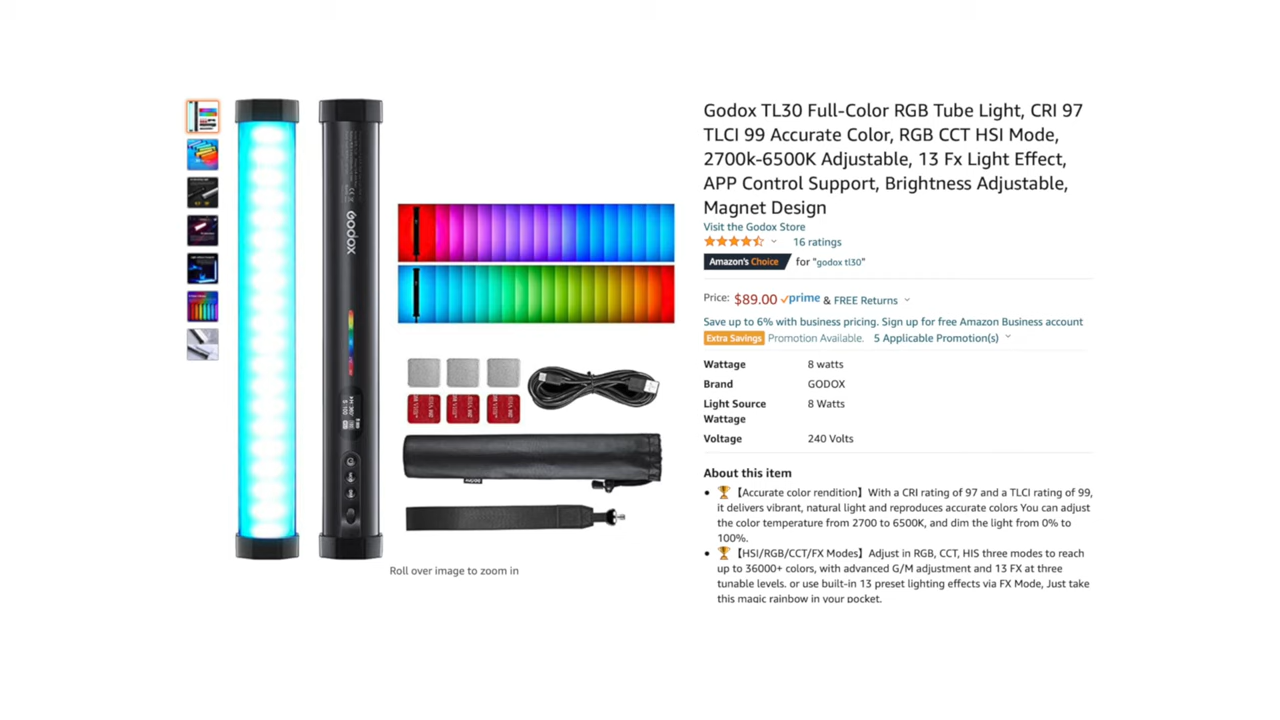 Godox TL30 Full-Color RGB Tube Light, CRI 97
TLCI 99 Accurate Color, RGB CCT HSI Mode,
2700k-6500K Adjustable, 13 Fx Light Effect,
APP Control Support, Brightness Adjustable,
Magnet Design
Visit the Godox Store
16 ratings
Amazon's Choice for "godox tl30"
Price: $89.00 prime & FREE Returns
Save up to 6% with business pricing. Sign up for free Amazon Business account
Extra Savings Promotion Available. 5 Applicable Promotion(s)
Wattage 8 watts
Brand GODOX
Light Source 8 Watts
Wattage
Voltage 240 Volts
About this item
• 🏆【Accurate color rendition】With a CRI rating of 97 and a TLCI rating of 99,
it delivers vibrant, natural light and reproduces accurate colors You can adjust
the color temperature from 2700 to 6500K, and dim the light from 0% to
100%.
• 🏆【HSI/RGB/CCT/FX Modes】Adjust in RGB, CCT, HIS three modes to reach
up to 36000+ colors, with advanced G/M adjustment and 13 FX at three
tunable levels. or use built-in 13 preset lighting effects via FX Mode, Just take
this magic rainbow in your pocket.
Godox
Roll over image to zoom in